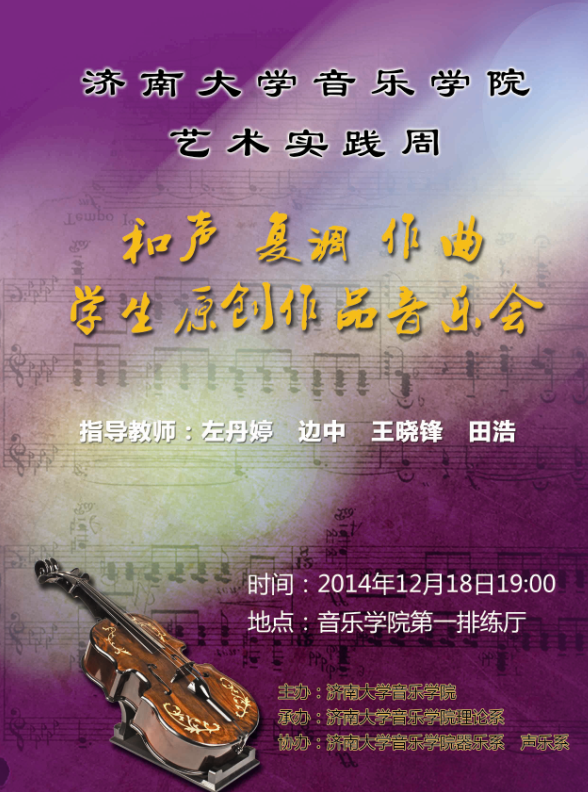 济南大学音乐学院
艺术实践周
和声 复调 作曲
学生原创作品音乐会
指导教师：左丹婷 边中 王晓锋 田浩
时间：2014年12月18日19:00
地点：音乐学院第一排练厅
主办：济南大学音乐学院
承办：济南大学音乐学院理论系
协办：济南大学音乐学院器乐系 声乐系